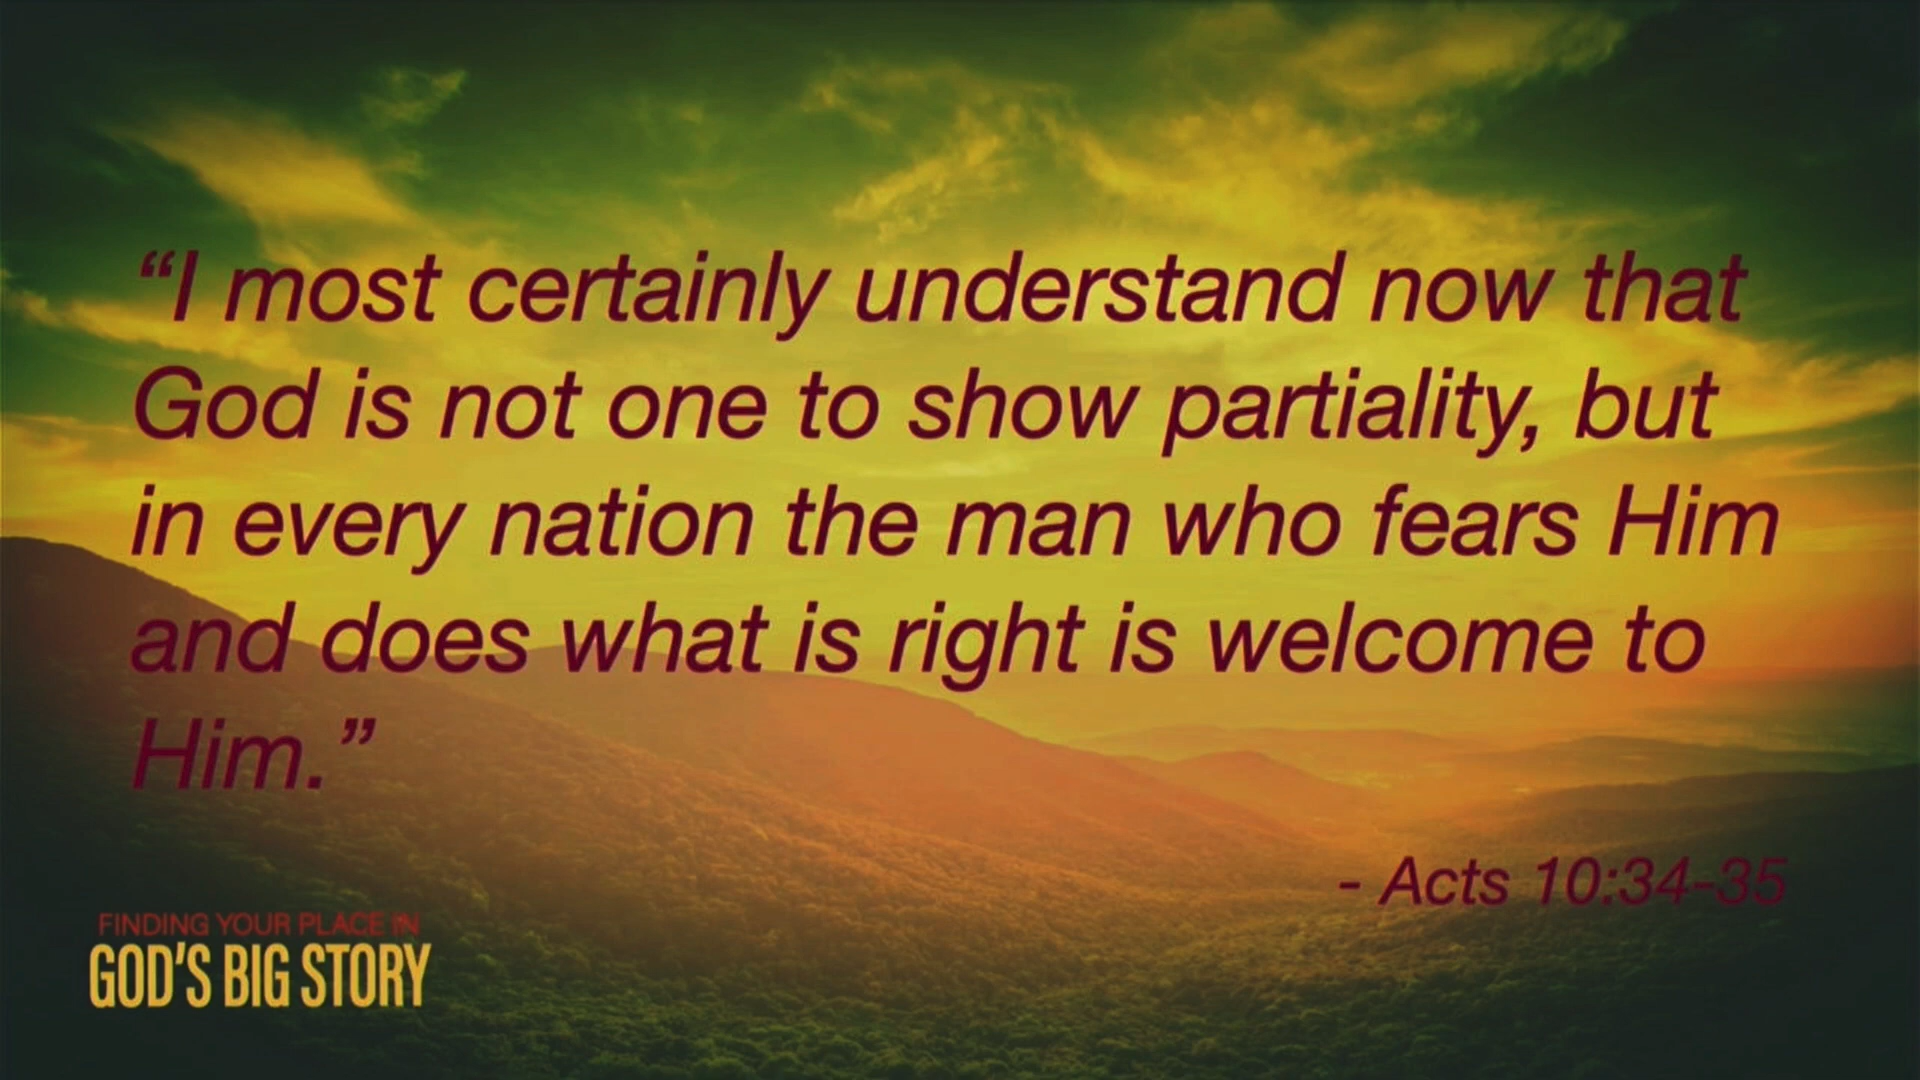 “I most certainly understand now that
God is not one to show partiality, but
in every nation the man who fears Him
and does what is right is welcome to
Him.”
- Acts 10:34-35
FINDING YOUR PLACE IN
GOD'S BIG STORY